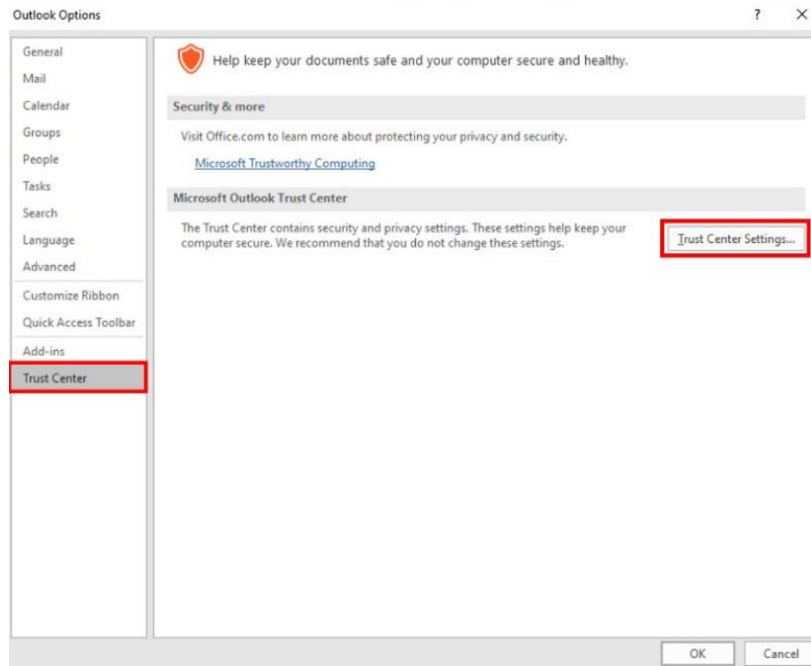 Outlook Options
? X
General
Mail
Calendar
Groups
People
Tasks
Search
Language
Advanced
Customize Ribbon
Quick Access Toolbar
Add-ins
Trust Center
Help keep your documents safe and your computer secure and healthy.
Security & more
Visit Office.com to learn more about protecting your privacy and security.
Microsoft Trustworthy Computing
Microsoft Outlook Trust Center
The Trust Center contains security and privacy settings. These settings help keep your
computer secure. We recommend that you do not change these settings.
Trust Center Settings...
OK
Cancel